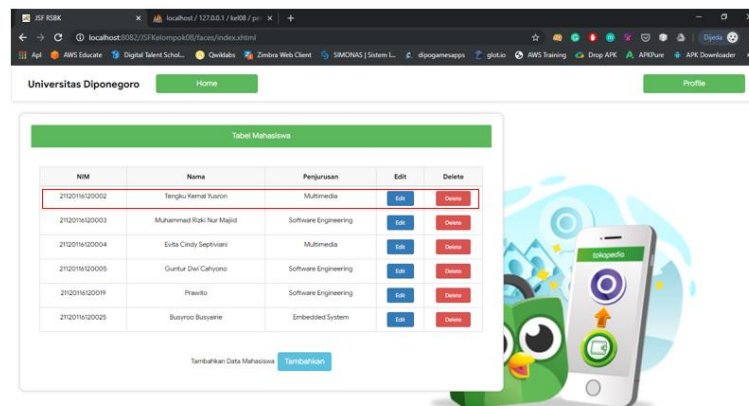 JSF RSBK
localhost / 127.0.0.1 / kel08 / pe
localhost:8082/JSFKelompok08/faces/index.xhtml
Dijeda
Apl AWS Educate Digital Talent Schol... Qwiklabs Zimbra Web Client SIMONAS | Sistem I... dipogamesapps glot.io AWS Training Drop APK APKPure APK Downloader
Universitas Diponegoro Home Profile
Tabel Mahasiswa
NIM Nama Penjurusan Edit Delete
21120116120002 Tengku Kemal Yusron Multimedia Edit Delete
21120116120003 Muhammad Rizki Nur Majiid Software Engineering Edit Delete
21120116120004 Evita Cindy Septiviani Multimedia Edit Delete
21120116120005 Guntur Dwi Cahyono Software Engineering Edit Delete
21120116120019 Prawito Software Engineering Edit Delete
21120116120025 Busyroo Busyairie Embedded System Edit Delete
Tambahkan Data Mahasiswa Tambahkan
tokopedia